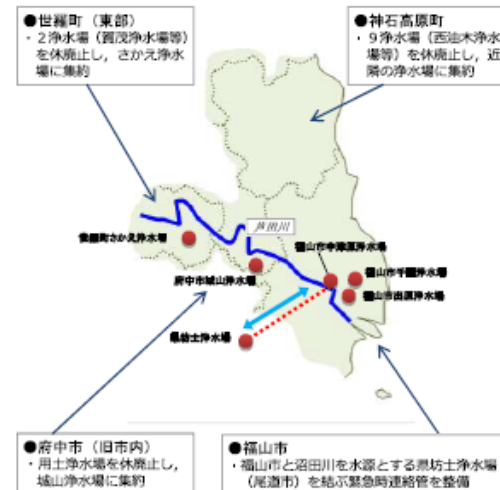 ●世羅町（東部）
・２浄水場（賀茂浄水場等）
を休廃止し，さかえ浄水
場に集約
●神石高原町
・９浄水場（西油木浄水
場等）を休廃止し，近
隣の浄水場に集約
芦田川
世羅町さかえ浄水場
府中市城山浄水場
福山市中津原浄水場
福山市千田浄水場
福山市出原浄水場
県坊士浄水場
●府中市（旧市内）
・用土浄水場を休廃止し，
城山浄水場に集約
●福山市
・福山市と沼田川を水源とする県坊士浄水場
（尾道市）を結ぶ緊急時連絡管を整備